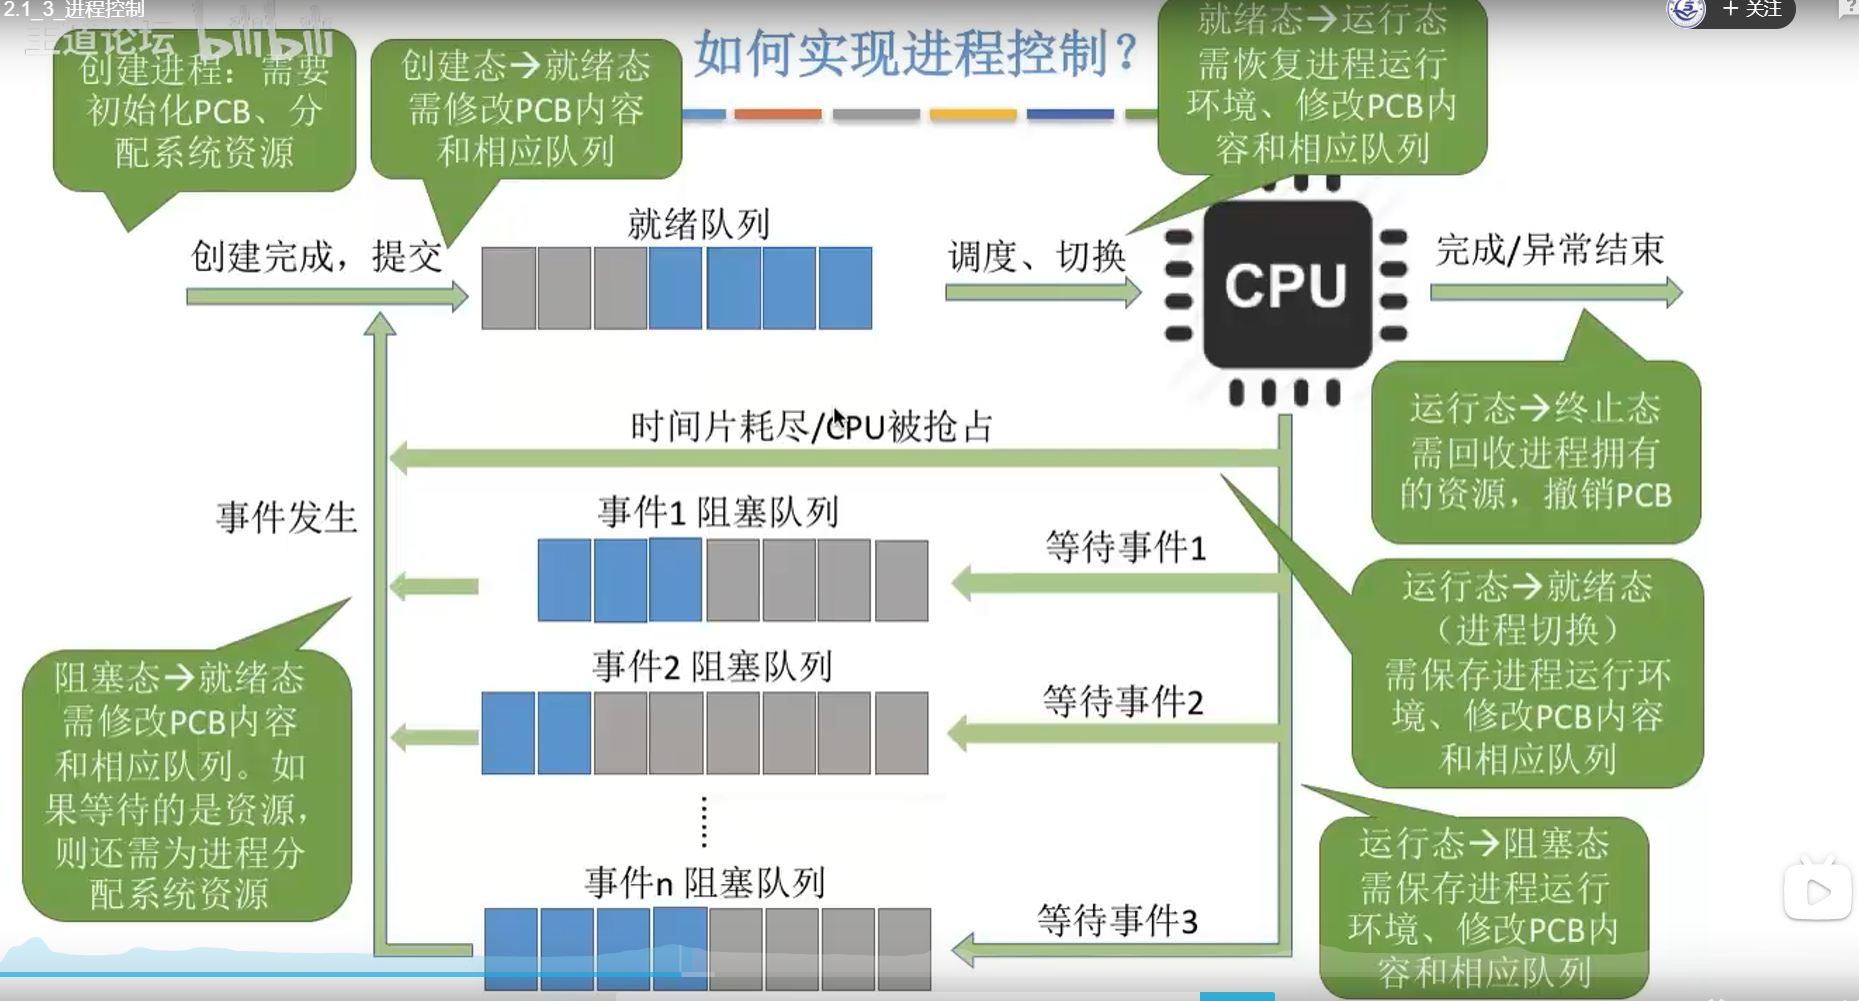 2.1_3_进程控制
+ 关注
王道论坛 bilibili
创建进程：需要
初始化PCB、分
配系统资源
创建态→就绪态
需修改PCB内容
和相应队列
如何实现进程控制？
就绪态→运行态
需恢复进程运行
环境、修改PCB内
容和相应队列
创建完成，提交
就绪队列
调度、切换
CPU
完成/异常结束
运行态→终止态
需回收进程拥有
的资源，撤销PCB
时间片耗尽/CPU被抢占
事件发生
事件1 阻塞队列
等待事件1
运行态→就绪态
（进程切换）
需保存进程运行环
境、修改PCB内容
和相应队列
事件2 阻塞队列
等待事件2
阻塞态→就绪态
需修改PCB内容
和相应队列。如
果等待的是资源，
则还需为进程分
配系统资源
......
事件n 阻塞队列
等待事件3
运行态→阻塞态
需保存进程运行
环境、修改PCB内
容和相应队列